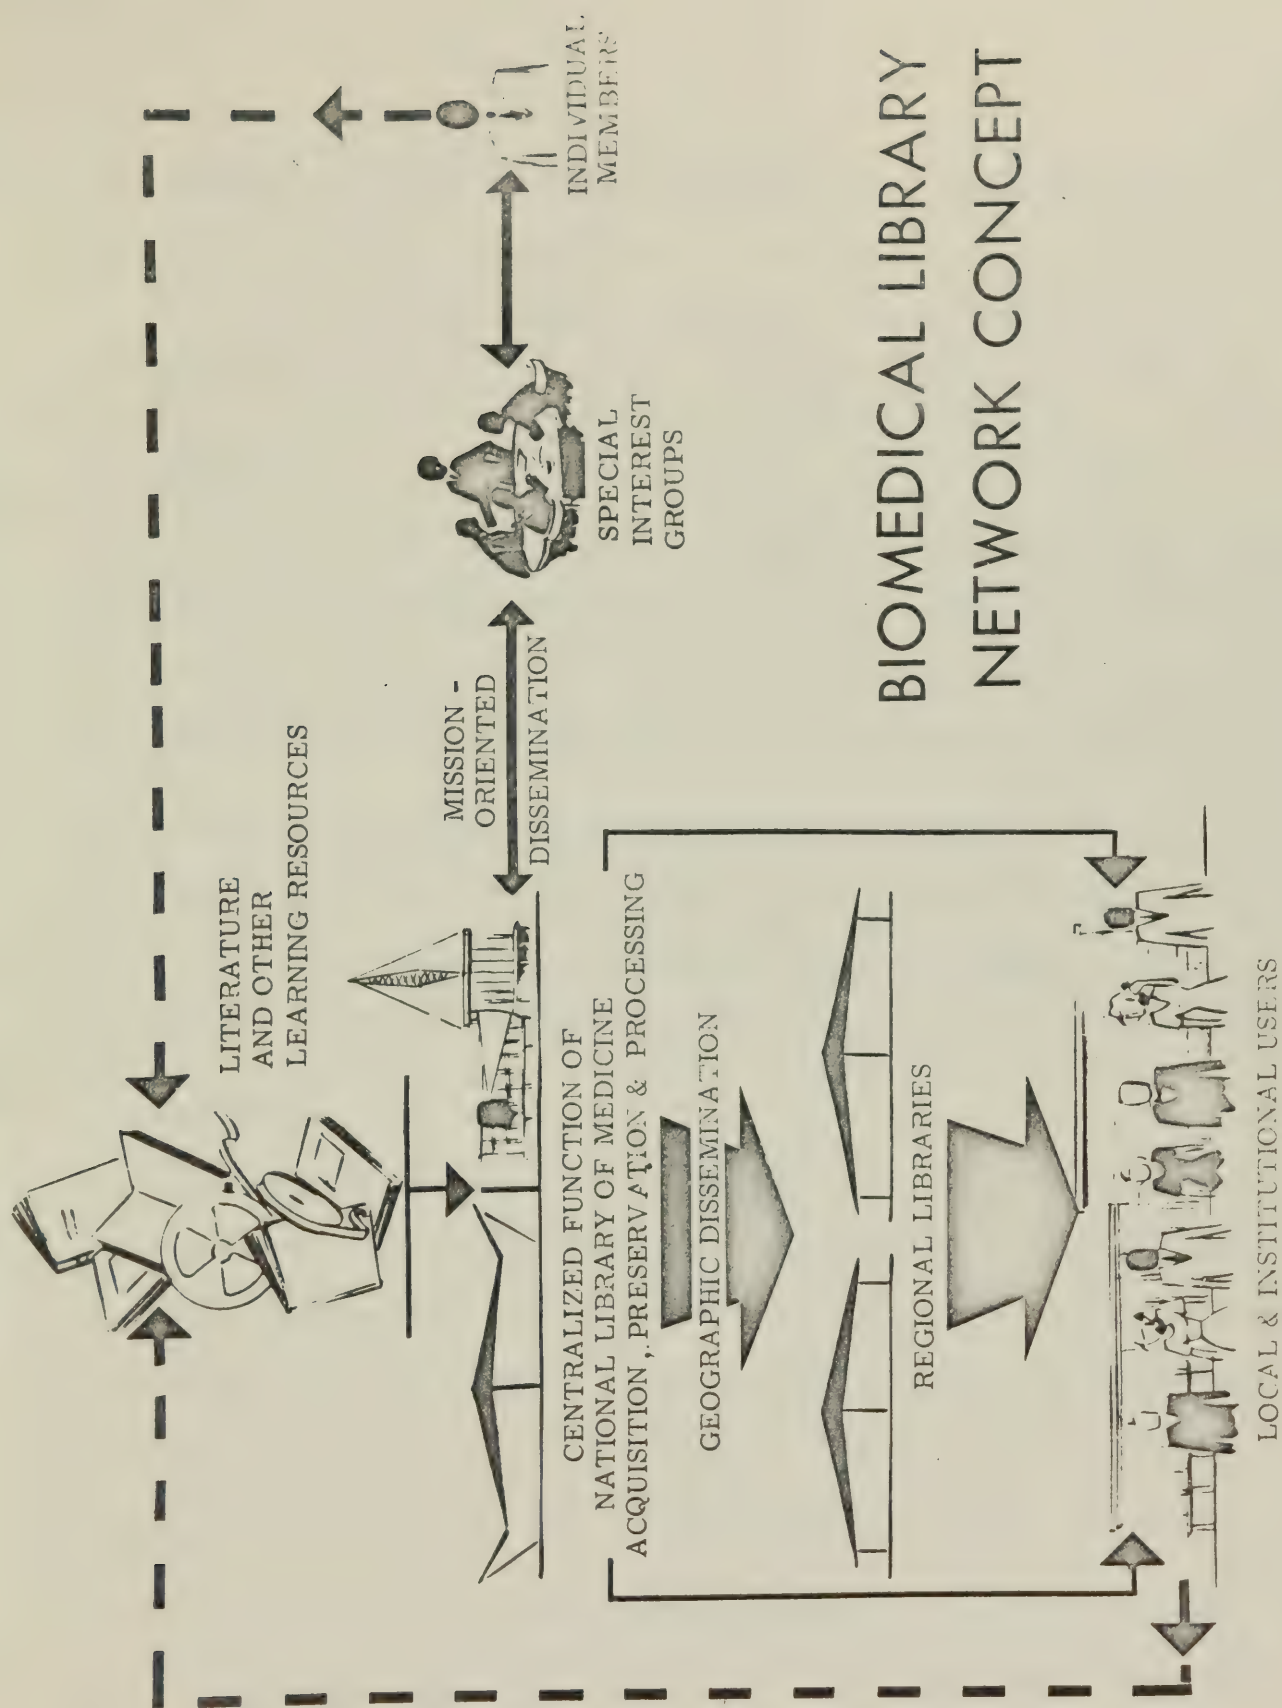 LITERATURE
AND OTHER
LEARNING RESOURCES
CENTRALIZED FUNCTION OF
NATIONAL LIBRARY OF MEDICINE
ACQUISITION, PRESERVATION & PROCESSING
MISSION -
ORIENTED
DISSEMINATION
SPECIAL
INTEREST
GROUPS
INDIVIDUAL
MEMBERS
GEOGRAPHIC DISSEMINATION
REGIONAL LIBRARIES
LOCAL & INSTITUTIONAL USERS
BIOMEDICAL LIBRARY
NETWORK CONCEPT